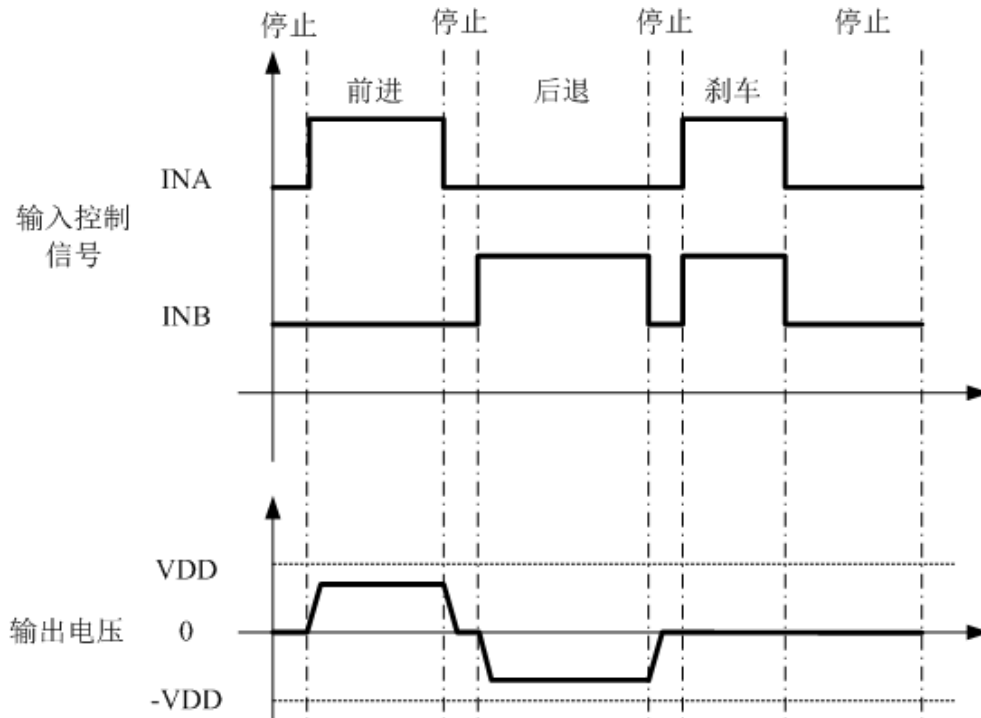 停止 停止 停止 停止
前进 后退 刹车
INA
输入控制
信号
INB
VDD
输出电压 0
-VDD